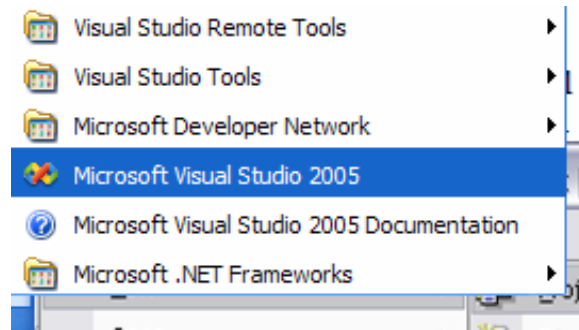 Visual Studio Remote Tools
Visual Studio Tools
Microsoft Developer Network
Microsoft Visual Studio 2005
Microsoft Visual Studio 2005 Documentation
Microsoft .NET Frameworks